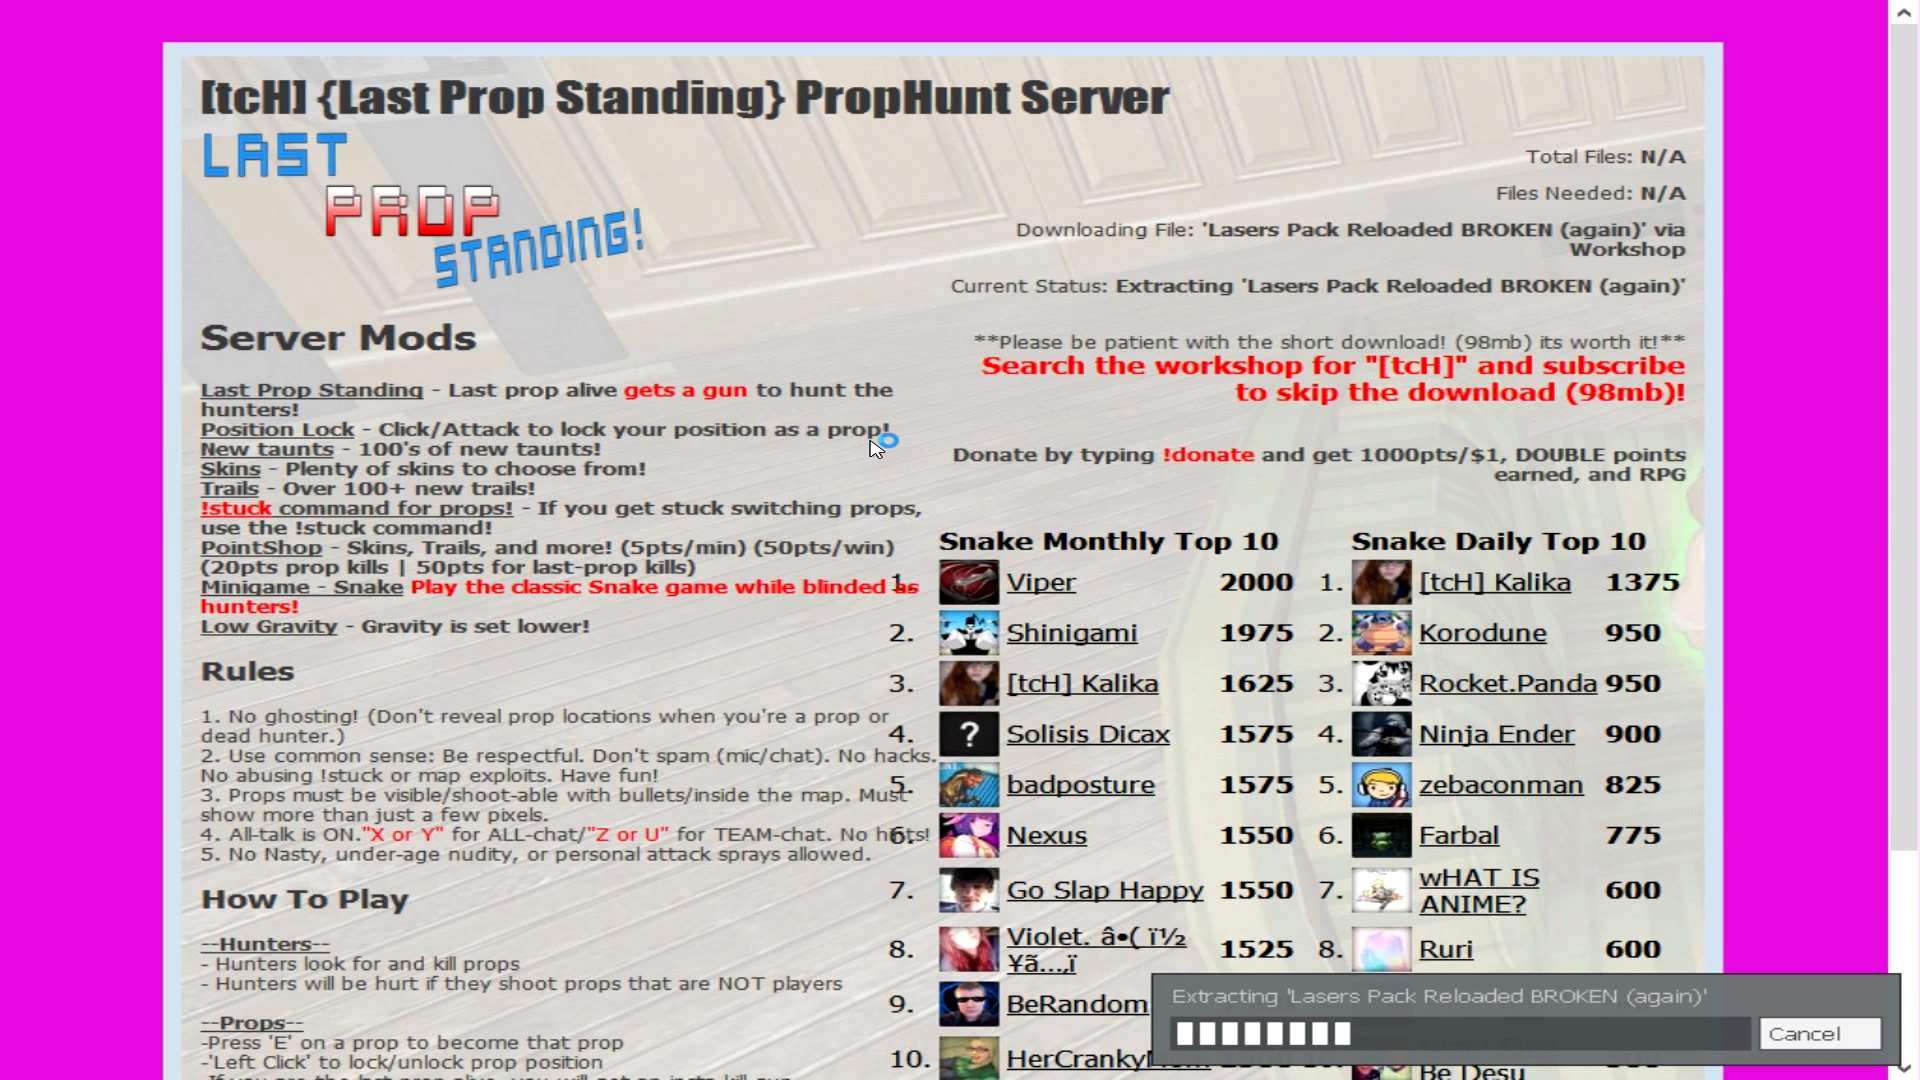 [tcH] {Last Prop Standing} PropHunt Server
LAST
PROP
STANDING!
Total Files: N/A
Files Needed: N/A
Downloading File: 'Lasers Pack Reloaded BROKEN (again)' via
Workshop
Current Status: Extracting 'Lasers Pack Reloaded BROKEN (again)'
**Please be patient with the short download! (98mb) its worth it!**
Search the workshop for "[tcH]" and subscribe
to skip the download (98mb)!
Donate by typing !donate and get 1000pts/$1, DOUBLE points
earned, and RPG
Server Mods
Last Prop Standing - Last prop alive gets a gun to hunt the
hunters!
Position Lock - Click/Attack to lock your position as a prop!
New taunts - 100's of new taunts!
Skins - Plenty of skins to choose from!
Trails - Over 100+ new trails!
!stuck command for props! - If you get stuck switching props,
use the !stuck command!
PointShop - Skins, Trails, and more! (5pts/min) (50pts/win)
(20pts prop kills | 50pts for last-prop kills)
Minigame - Snake Play the classic Snake game while blinded as
hunters!
Low Gravity - Gravity is set lower!
Rules
1. No ghosting! (Don't reveal prop locations when you're a prop or
dead hunter.)
2. Use common sense: Be respectful. Don't spam (mic/chat). No hacks.
No abusing !stuck or map exploits. Have fun!
3. Props must be visible/shoot-able with bullets/inside the map. Must
show more than just a few pixels.
4. All-talk is ON."X or Y" for ALL-chat/"Z or U" for TEAM-chat. No hints!
5. No Nasty, under-age nudity, or personal attack sprays allowed.
How To Play
--Hunters--
- Hunters look for and kill props
- Hunters will be hurt if they shoot props that are NOT players
--Props--
-Press 'E' on a prop to become that prop
-'Left Click' to lock/unlock prop position
Snake Monthly Top 10
1. Viper 2000
2. Shinigami 1975
3. [tcH] Kalika 1625
4. ? Solisis Dicax 1575
5. badposture 1575
6. Nexus 1550
7. Go Slap Happy 1550
8. Violet. â•( ï½
¥ã…,ï 1525
9. BeRandom
10.
Snake Daily Top 10
1. [tcH] Kalika 1375
2. Korodune 950
3. Rocket.Panda 950
4. Ninja Ender 900
5. zebaconman 825
6. Farbal 775
7. wHAT IS
ANIME? 600
8. Ruri 600
Be Desu
Extracting 'Lasers Pack Reloaded BROKEN (again)'
Cancel